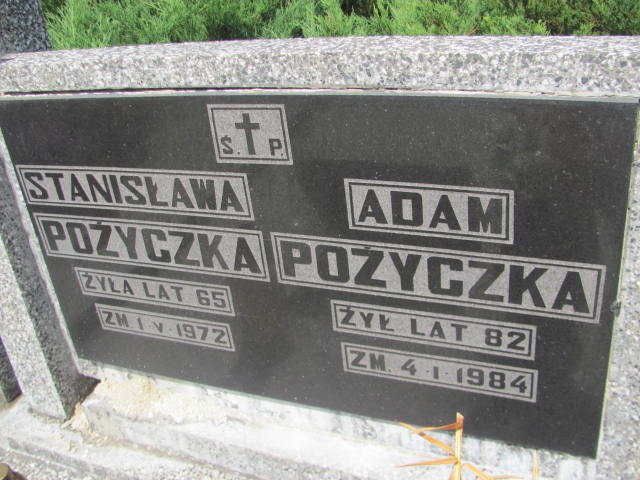 Ś. P.
STANISŁAWA
POŻYCZKA
ŻYŁA LAT 65
ZM 1 V 1972
ADAM
POŻYCZKA
ŻYŁ LAT 82
ZM. 4 I 1984